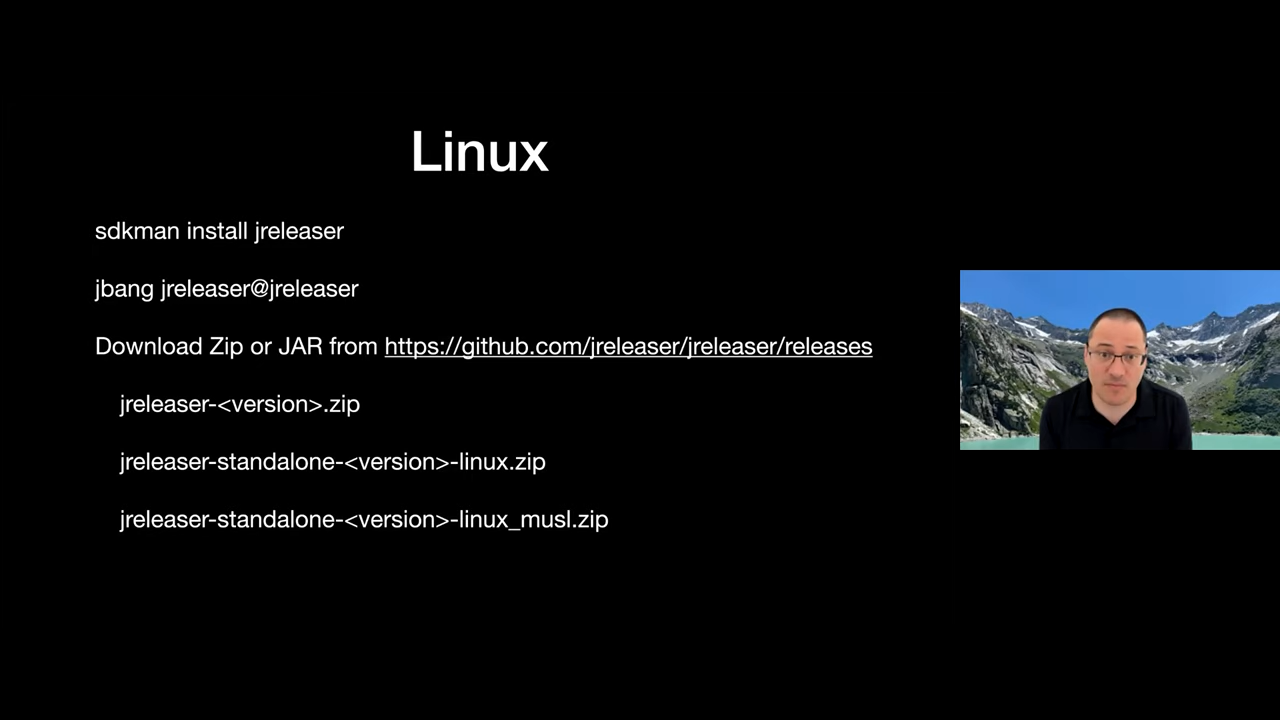 Linux
sdkman install jreleaser
jbang jreleaser@jreleaser
Download Zip or JAR from https://github.com/jreleaser/jreleaser/releases
jreleaser-<version>.zip
jreleaser-standalone-<version>-linux.zip
jreleaser-standalone-<version>-linux_musl.zip